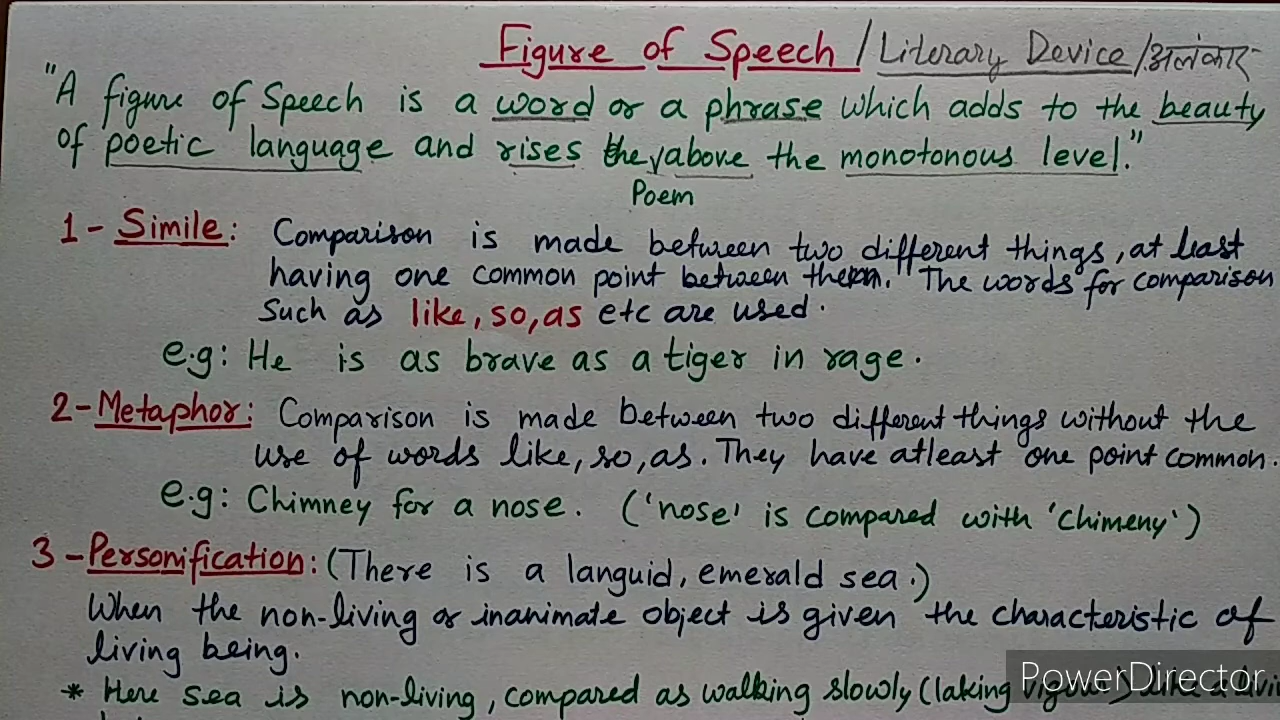 Figure of Speech / Literary Device / अलंकार
"A figure of Speech is a word or a phrase which adds to the beauty
of poetic language and rises the above the monotonous level."
Poem
1- Simile: Comparison is made between two different things, at least
having one common point between them." The words for comparison
Such as like, so, as etc are used.
e.g: He is as brave as a tiger in rage.
2- Metaphor: Comparison is made between two different things without the
use of words like, so, as. They have atleast one point common.
e.g: Chimney for a nose. ('nose' is compared with 'Chimeny')
3- Personification: (There is a languid, emerald sea.)
When the non-living or inanimate object is given the characteristic of
living being.
* Here sea is non-living, compared as walking slowly (laking vigour) like a
PowerDirector